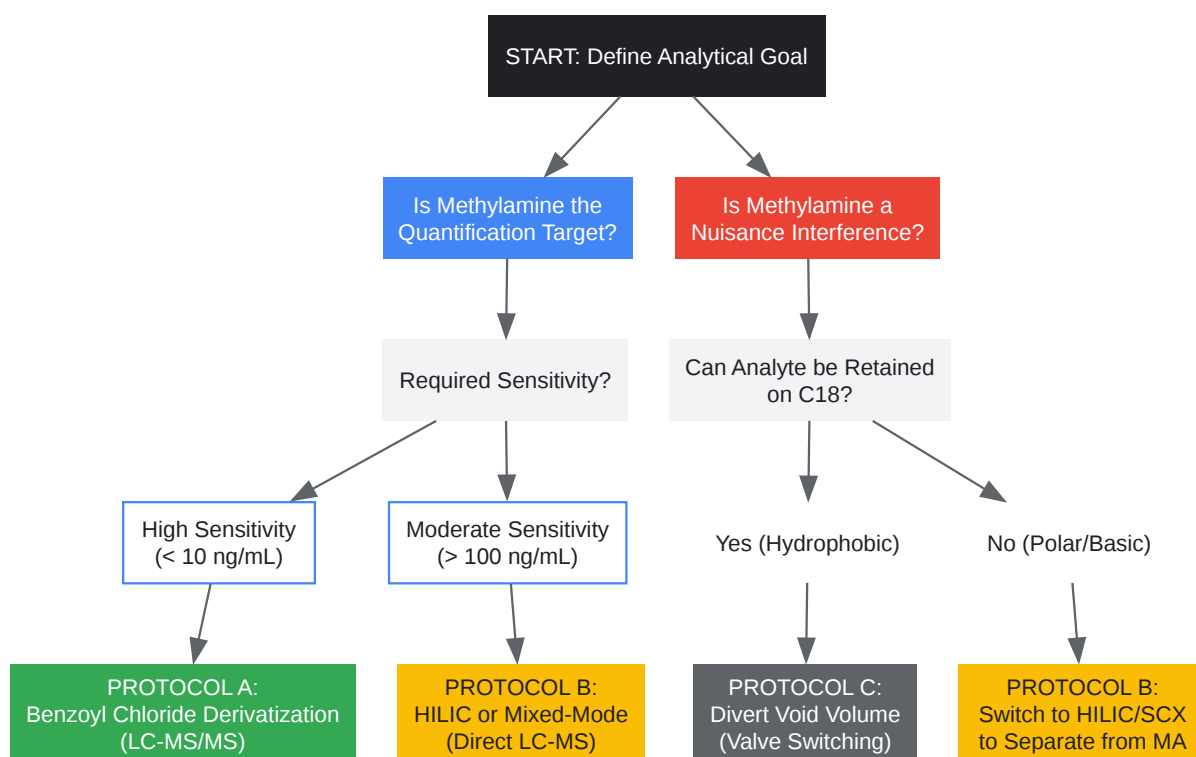 START: Define Analytical Goal
Is Methylamine the
Quantification Target?
Is Methylamine a
Nuisance Interference?
Required Sensitivity?
Can Analyte be Retained
on C18?
High Sensitivity
(< 10 ng/mL)
Moderate Sensitivity
(> 100 ng/mL)
Yes (Hydrophobic)
No (Polar/Basic)
PROTOCOL A:
Benzoyl Chloride Derivatization
(LC-MS/MS)
PROTOCOL B:
HILIC or Mixed-Mode
(Direct LC-MS)
PROTOCOL C:
Divert Void Volume
(Valve Switching)
PROTOCOL B:
Switch to HILIC/SCX
to Separate from MA